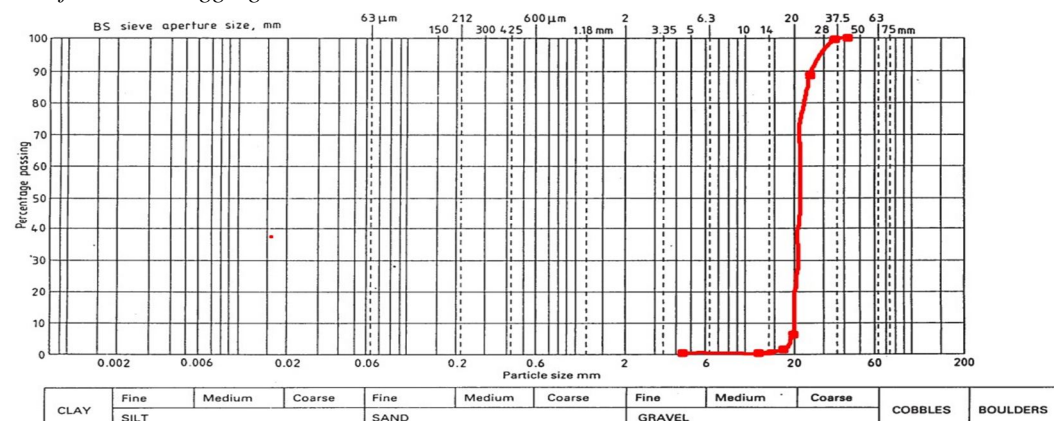 BS sieve aperture size, mm
63 µm 212 600 µm 2 6.3 20 37.5 63
150 300 425 1.18 mm 3.35 5 10 14 28 50 75 mm
100
90
80
70
60
50
40
30
20
10
0
Percentage passing
0.002 0.006 0.02 0.06 0.2 0.6 2 6 20 60 200
Particle size mm
CLAY Fine Medium Coarse Fine Medium Coarse Fine Medium Coarse COBBLES BOULDERS
SILT SAND GRAVEL